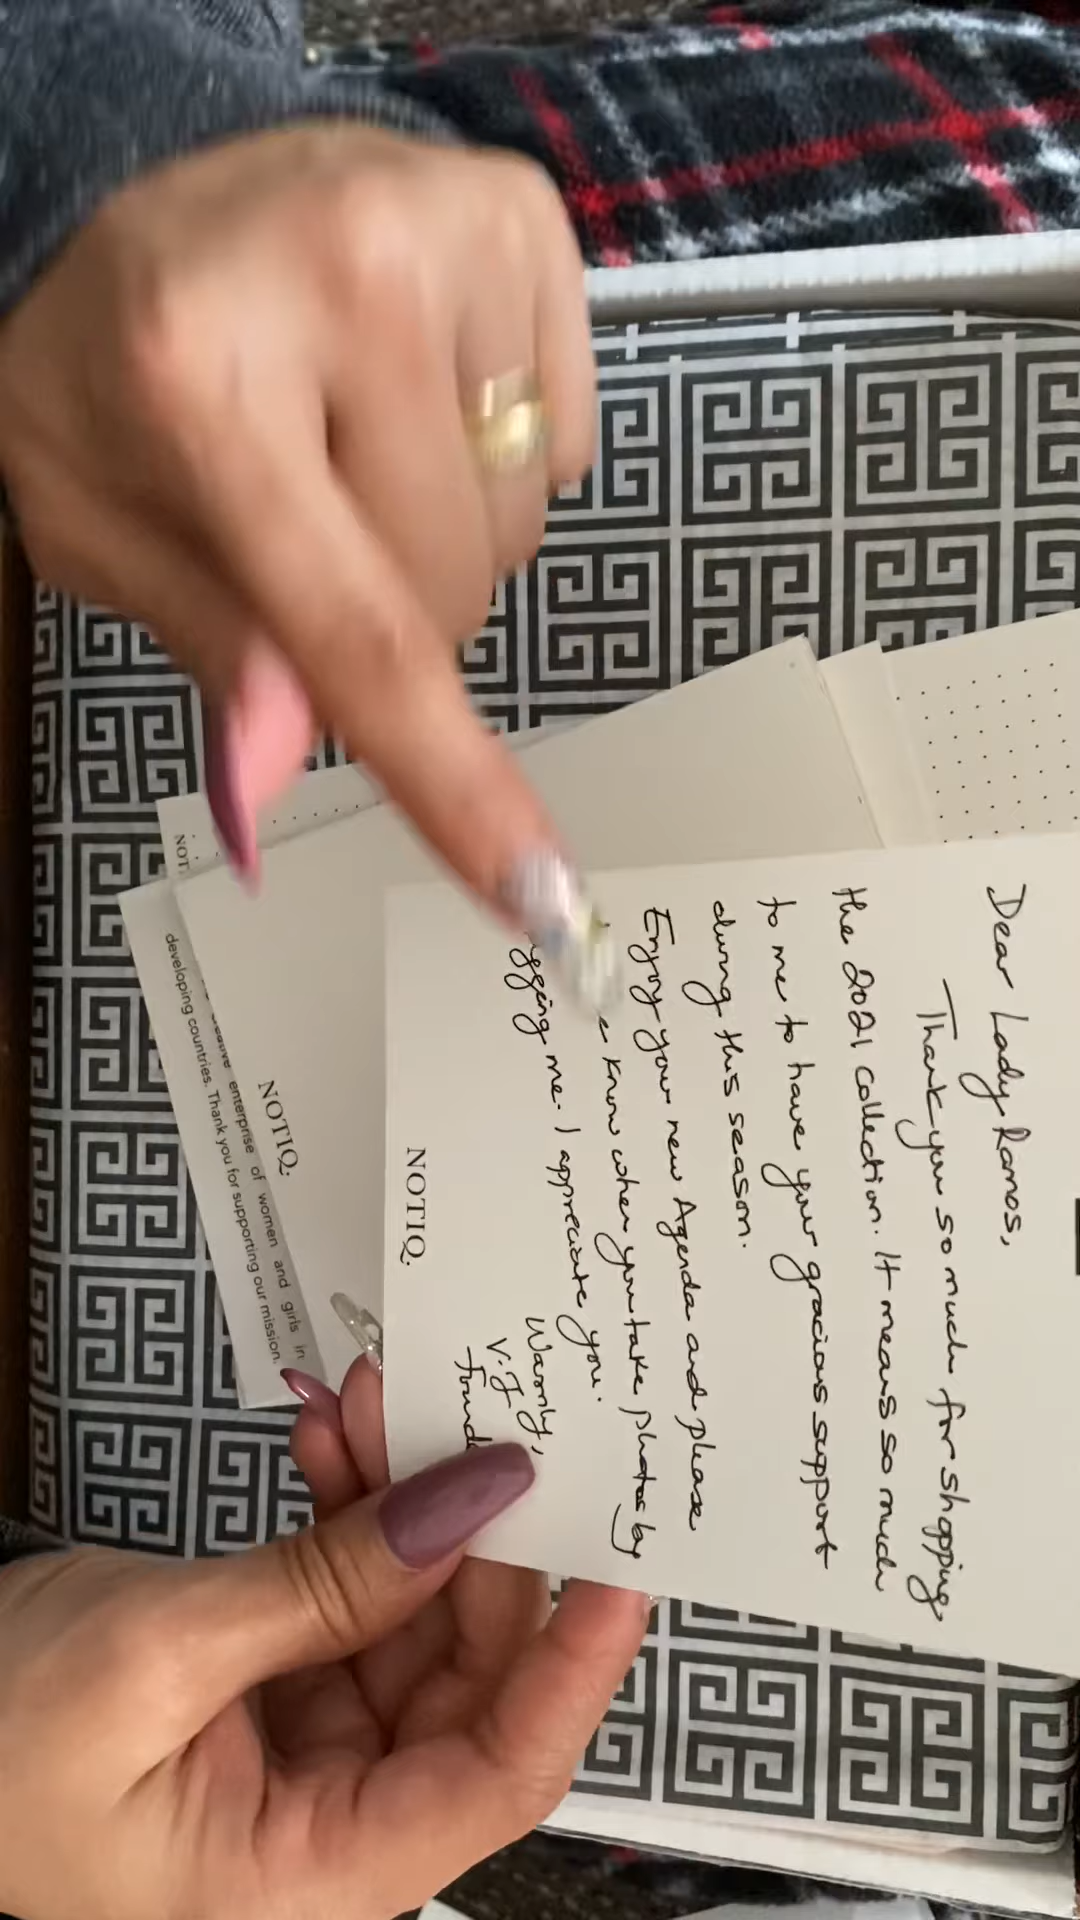 Dear Lady Ramos,
Thank you so much for shopping
the 2021 collection. It means so much
to me to have your gracious support
during this season.
Enjoy your new Agenda and please
know when you take photos by
me. I appreciate you.
Warmly,
V.J
NOTIQ.
NOTIQ.
enterprise of women and girls in
developing countries. Thank you for supporting our mission.